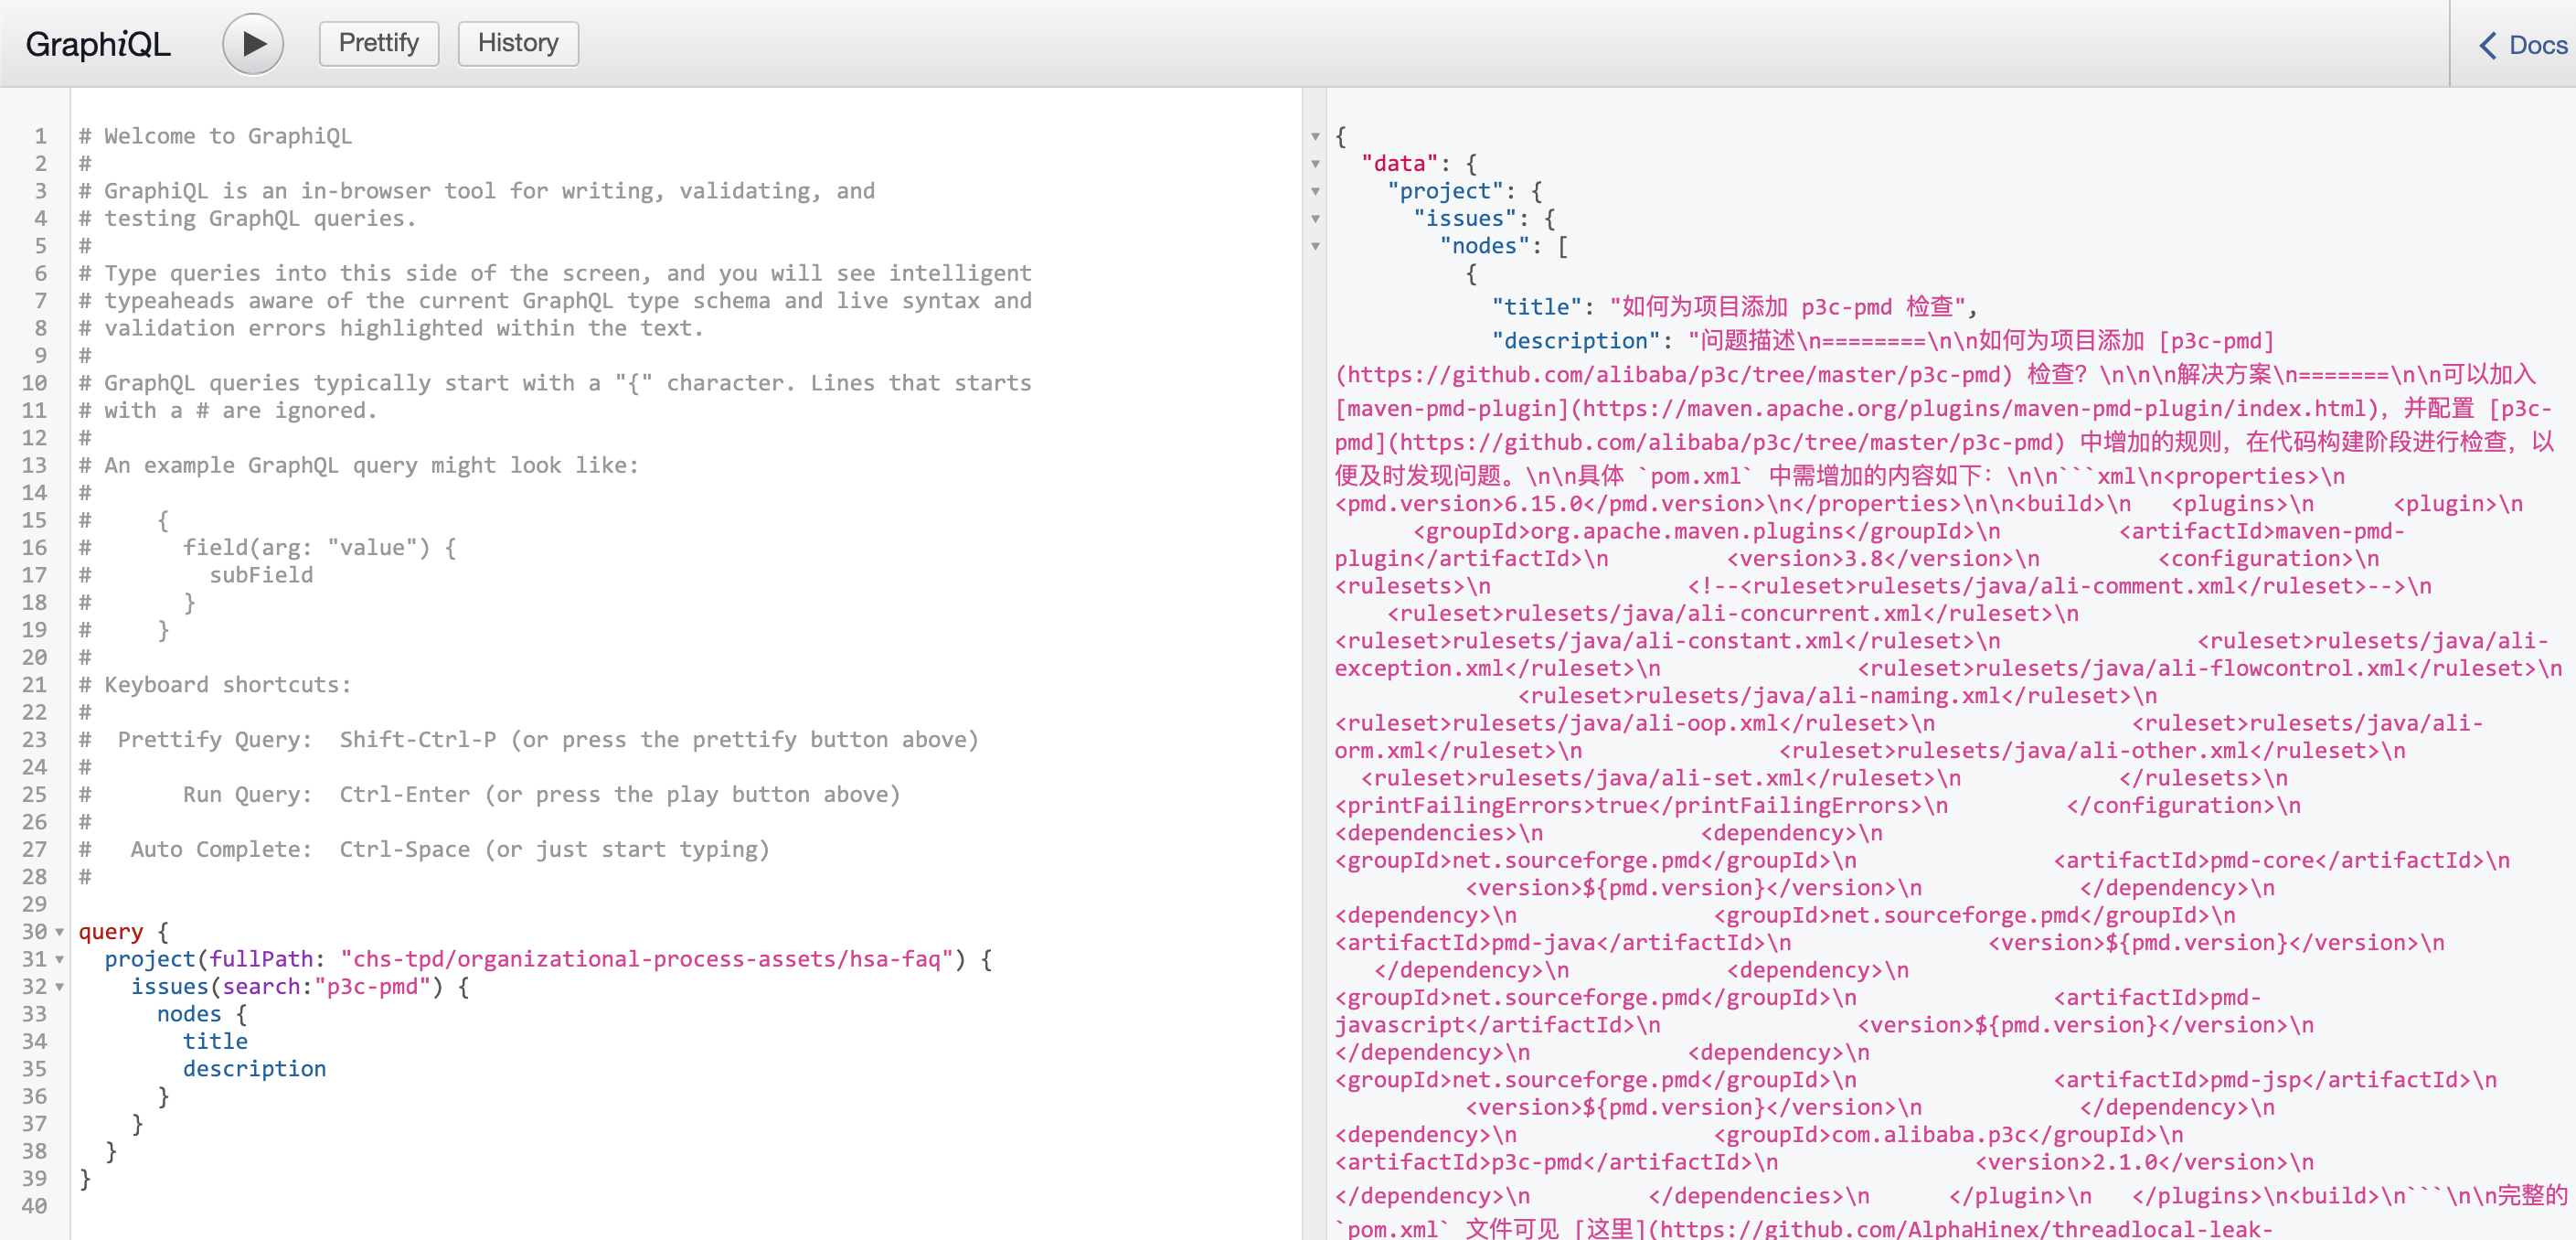 GraphiQL
Prettify
History
Docs
1 # Welcome to GraphiQL
2 #
3 # GraphiQL is an in-browser tool for writing, validating, and
4 # testing GraphQL queries.
5 #
6 # Type queries into this side of the screen, and you will see intelligent
7 # typeaheads aware of the current GraphQL type schema and live syntax and
8 # validation errors highlighted within the text.
9 #
10 # GraphQL queries typically start with a "{" character. Lines that starts
11 # with a # are ignored.
12 #
13 # An example GraphQL query might look like:
14 #
15 #     {
16 #       field(arg: "value") {
17 #         subField
18 #       }
19 #     }
20 #
21 # Keyboard shortcuts:
22 #
23 #  Prettify Query:  Shift-Ctrl-P (or press the prettify button above)
24 #
25 #       Run Query:  Ctrl-Enter (or press the play button above)
26 #
27 #   Auto Complete:  Ctrl-Space (or just start typing)
28 #
29
30 query {
31   project(fullPath: "chs-tpd/organizational-process-assets/hsa-faq") {
32     issues(search:"p3c-pmd") {
33       nodes {
34         title
35         description
36       }
37     }
38   }
39 }
40
{
  "data": {
    "project": {
      "issues": {
        "nodes": [
          {
            "title": "如何为项目添加 p3c-pmd 检查",
            "description": "问题描述\n========\n\n如何为项目添加 [p3c-pmd]
(https://github.com/alibaba/p3c/tree/master/p3c-pmd) 检查？\n\n\n解决方案\n=======\n\n可以加入
[maven-pmd-plugin](https://maven.apache.org/plugins/maven-pmd-plugin/index.html)，并配置 [p3c-
pmd](https://github.com/alibaba/p3c/tree/master/p3c-pmd) 中增加的规则，在代码构建阶段进行检查，以
便及时发现问题。\n\n具体 `pom.xml` 中需增加的内容如下：\n\n```xml\n<properties>\n
<pmd.version>6.15.0</pmd.version>\n</properties>\n\n<build>\n   <plugins>\n      <plugin>\n
      <groupId>org.apache.maven.plugins</groupId>\n         <artifactId>maven-pmd-
plugin</artifactId>\n         <version>3.8</version>\n         <configuration>\n
<rulesets>\n               <!--<ruleset>rulesets/java/ali-comment.xml</ruleset>-->\n
    <ruleset>rulesets/java/ali-concurrent.xml</ruleset>\n
<ruleset>rulesets/java/ali-constant.xml</ruleset>\n               <ruleset>rulesets/java/ali-
exception.xml</ruleset>\n               <ruleset>rulesets/java/ali-flowcontrol.xml</ruleset>\n
              <ruleset>rulesets/java/ali-naming.xml</ruleset>\n
<ruleset>rulesets/java/ali-oop.xml</ruleset>\n               <ruleset>rulesets/java/ali-
orm.xml</ruleset>\n               <ruleset>rulesets/java/ali-other.xml</ruleset>\n
  <ruleset>rulesets/java/ali-set.xml</ruleset>\n            </rulesets>\n
<printFailingErrors>true</printFailingErrors>\n         </configuration>\n
<dependencies>\n            <dependency>\n
<groupId>net.sourceforge.pmd</groupId>\n               <artifactId>pmd-core</artifactId>\n
          <version>${pmd.version}</version>\n            </dependency>\n
<dependency>\n               <groupId>net.sourceforge.pmd</groupId>\n
<artifactId>pmd-java</artifactId>\n               <version>${pmd.version}</version>\n
   </dependency>\n            <dependency>\n
<groupId>net.sourceforge.pmd</groupId>\n               <artifactId>pmd-
javascript</artifactId>\n               <version>${pmd.version}</version>\n
</dependency>\n            <dependency>\n
<groupId>net.sourceforge.pmd</groupId>\n               <artifactId>pmd-jsp</artifactId>\n
          <version>${pmd.version}</version>\n            </dependency>\n
<dependency>\n               <groupId>com.alibaba.p3c</groupId>\n
<artifactId>p3c-pmd</artifactId>\n               <version>2.1.0</version>\n
</dependency>\n         </dependencies>\n      </plugin>\n   </plugins>\n<build>\n```\n\n完整的
`pom.xml` 文件可见 [这里](https://github.com/AlphaHinex/threadlocal-leak-